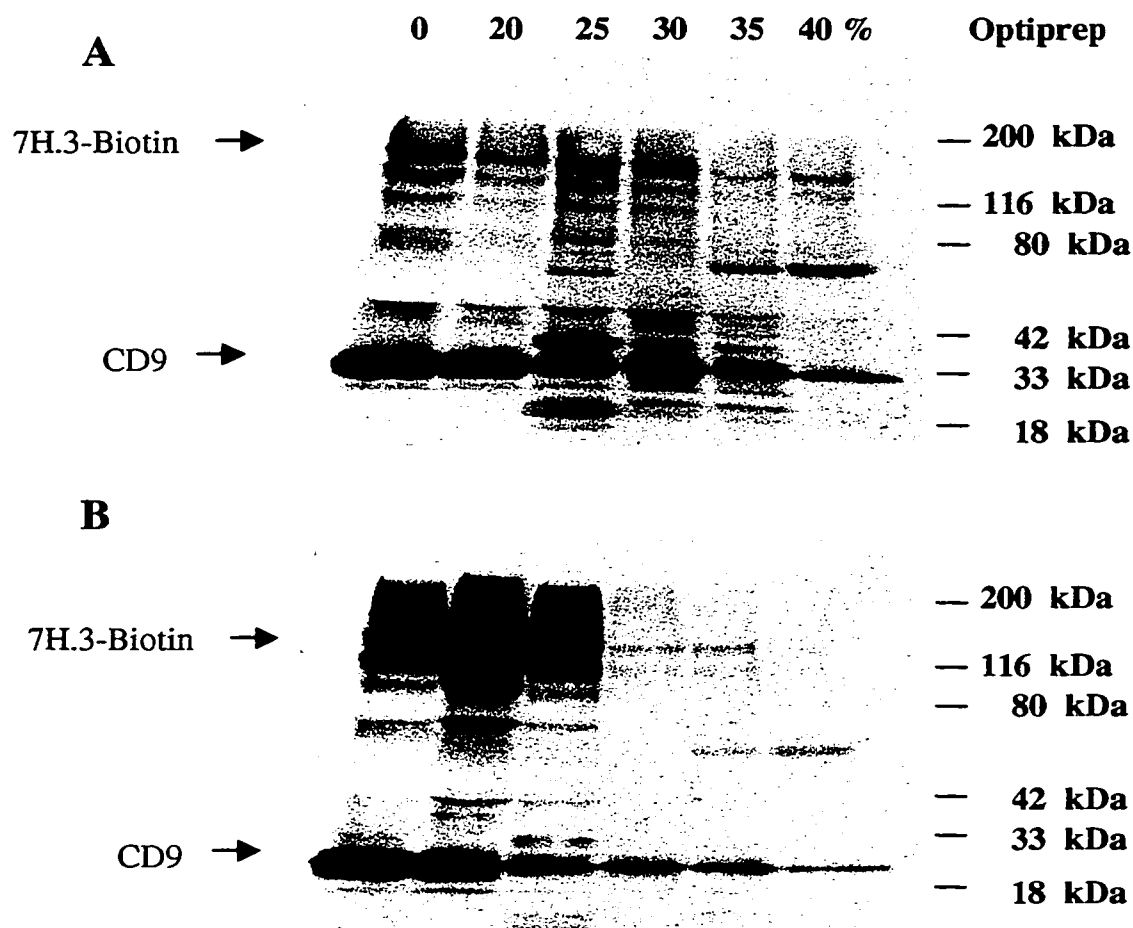 0 20 25 30 35 40 % Optiprep
A
7H.3-Biotin
CD9
200 kDa
116 kDa
80 kDa
42 kDa
33 kDa
18 kDa
B
7H.3-Biotin
CD9
200 kDa
116 kDa
80 kDa
42 kDa
33 kDa
18 kDa